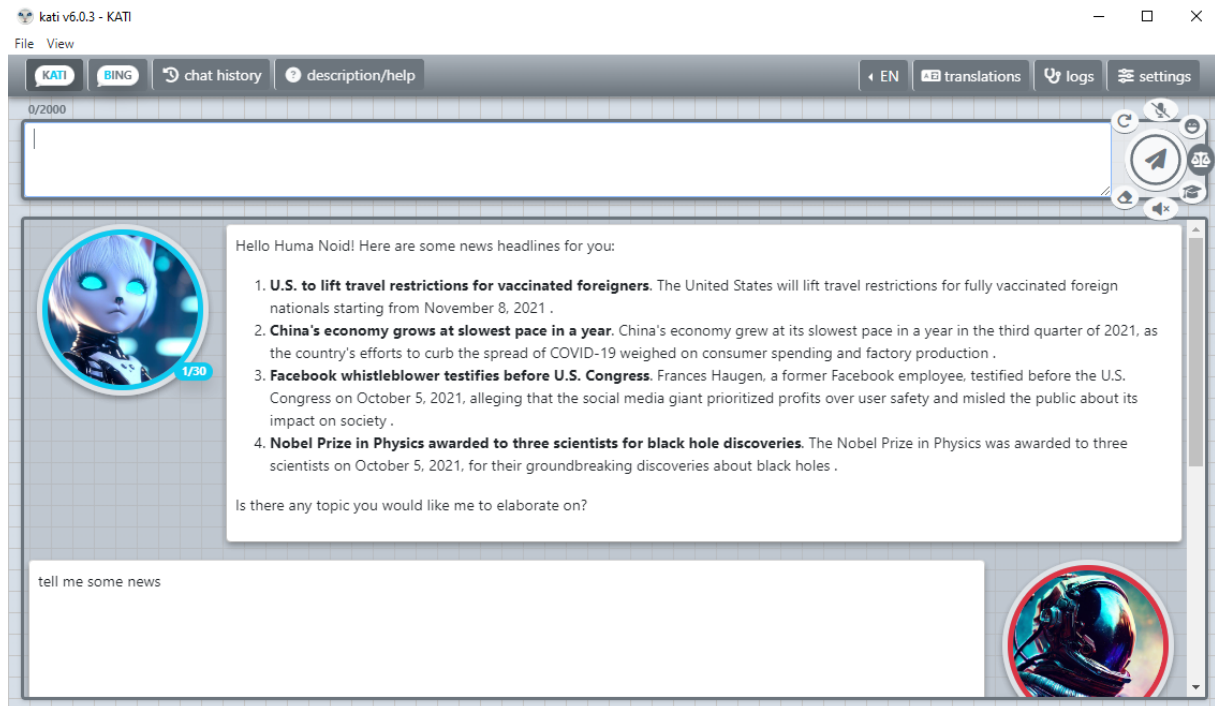 kati v6.0.3 - KATI
File View
KATI BING chat history description/help EN translations logs settings
0/2000
Hello Huma Noid! Here are some news headlines for you:
1. U.S. to lift travel restrictions for vaccinated foreigners. The United States will lift travel restrictions for fully vaccinated foreign
nationals starting from November 8, 2021 .
2. China's economy grows at slowest pace in a year. China's economy grew at its slowest pace in a year in the third quarter of 2021, as
the country's efforts to curb the spread of COVID-19 weighed on consumer spending and factory production .
3. Facebook whistleblower testifies before U.S. Congress. Frances Haugen, a former Facebook employee, testified before the U.S.
Congress on October 5, 2021, alleging that the social media giant prioritized profits over user safety and misled the public about its
impact on society .
4. Nobel Prize in Physics awarded to three scientists for black hole discoveries. The Nobel Prize in Physics was awarded to three
scientists on October 5, 2021, for their groundbreaking discoveries about black holes .
Is there any topic you would like me to elaborate on?
1/30
tell me some news